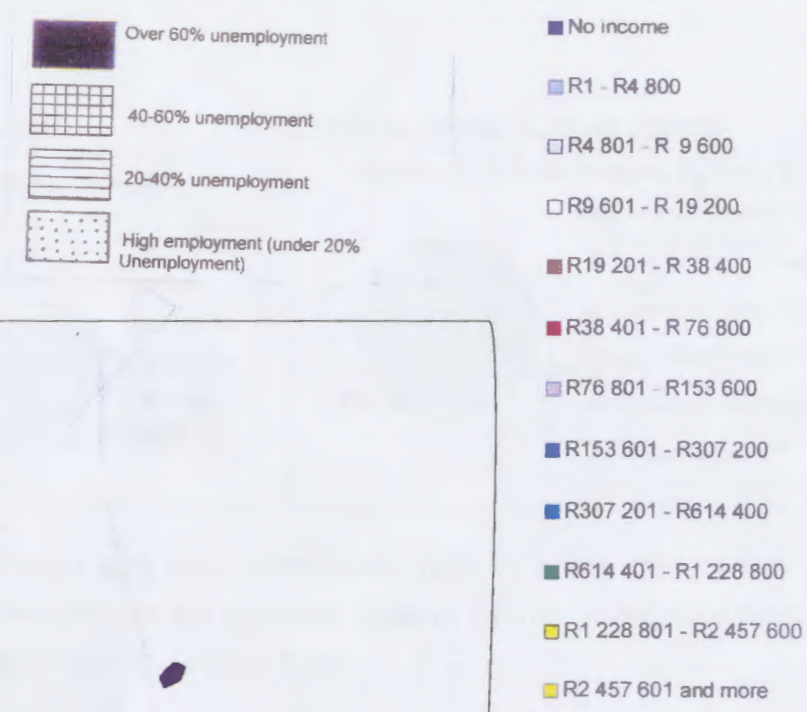 Over 60% unemployment
40-60% unemployment
20-40% unemployment
High employment (under 20%
Unemployment)
No income
R1 - R4 800
R4 801 - R 9 600
R9 601 - R 19 200
R19 201 - R 38 400
R38 401 - R 76 800
R76 801 - R153 600
R153 601 - R307 200
R307 201 - R614 400
R614 401 - R1 228 800
R1 228 801 - R2 457 600
R2 457 601 and more